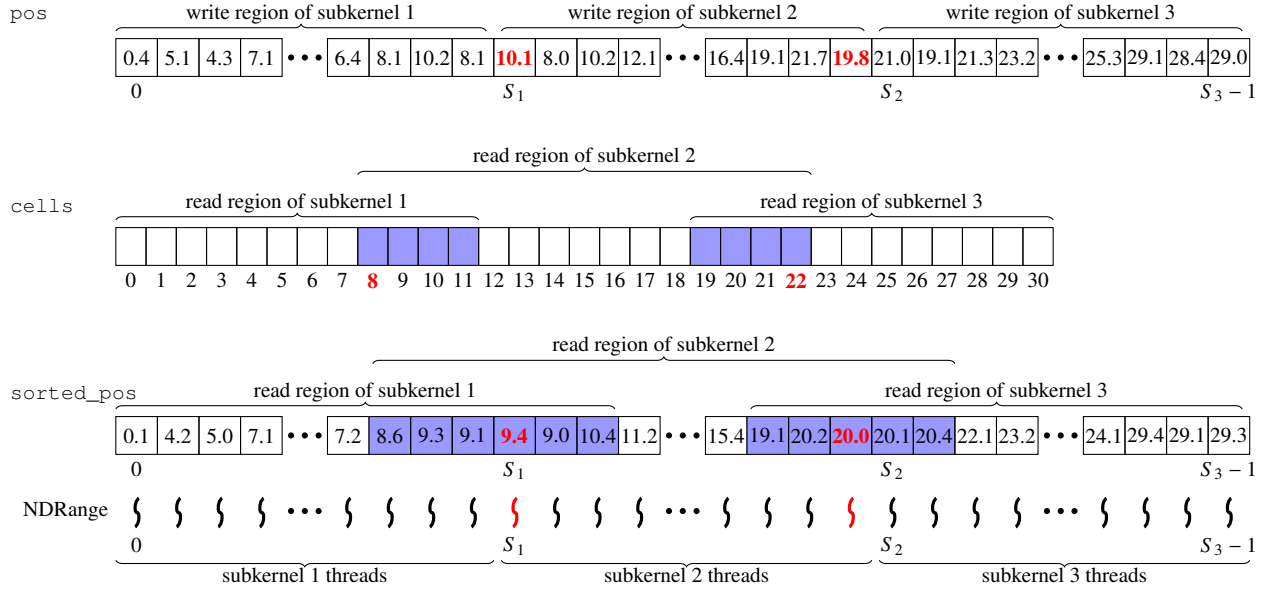 pos
write region of subkernel 1 write region of subkernel 2 write region of subkernel 3
0.4 5.1 4.3 7.1 ••• 6.4 8.1 10.2 8.1 10.1 8.0 10.2 12.1 ••• 16.4 19.1 21.7 19.8 21.0 19.1 21.3 23.2 ••• 25.3 29.1 28.4 29.0
0 S1 S2 S3 − 1
read region of subkernel 2
cells
read region of subkernel 1 read region of subkernel 3
0 1 2 3 4 5 6 7 8 9 10 11 12 13 14 15 16 17 18 19 20 21 22 23 24 25 26 27 28 29 30
read region of subkernel 2
sorted_pos
read region of subkernel 1 read region of subkernel 3
0.1 4.2 5.0 7.1 ••• 7.2 8.6 9.3 9.1 9.4 9.0 10.4 11.2 ••• 15.4 19.1 20.2 20.0 20.1 20.4 22.1 23.2 ••• 24.1 29.4 29.1 29.3
0 S1 S2 S3 − 1
NDRange ••• ••• •••
0 S1 S2 S3 − 1
subkernel 1 threads subkernel 2 threads subkernel 3 threads